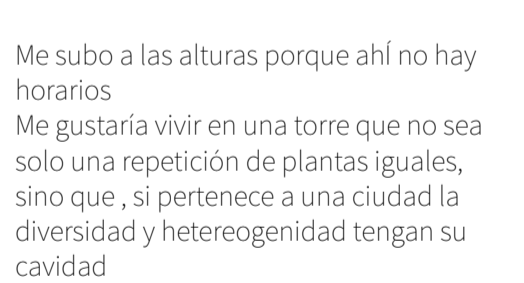 Me subo a las alturas porque ahÍ no hay
horarios
Me gustaría vivir en una torre que no sea
solo una repetición de plantas iguales,
sino que , si pertenece a una ciudad la
diversidad y hetereogenidad tengan su
cavidad